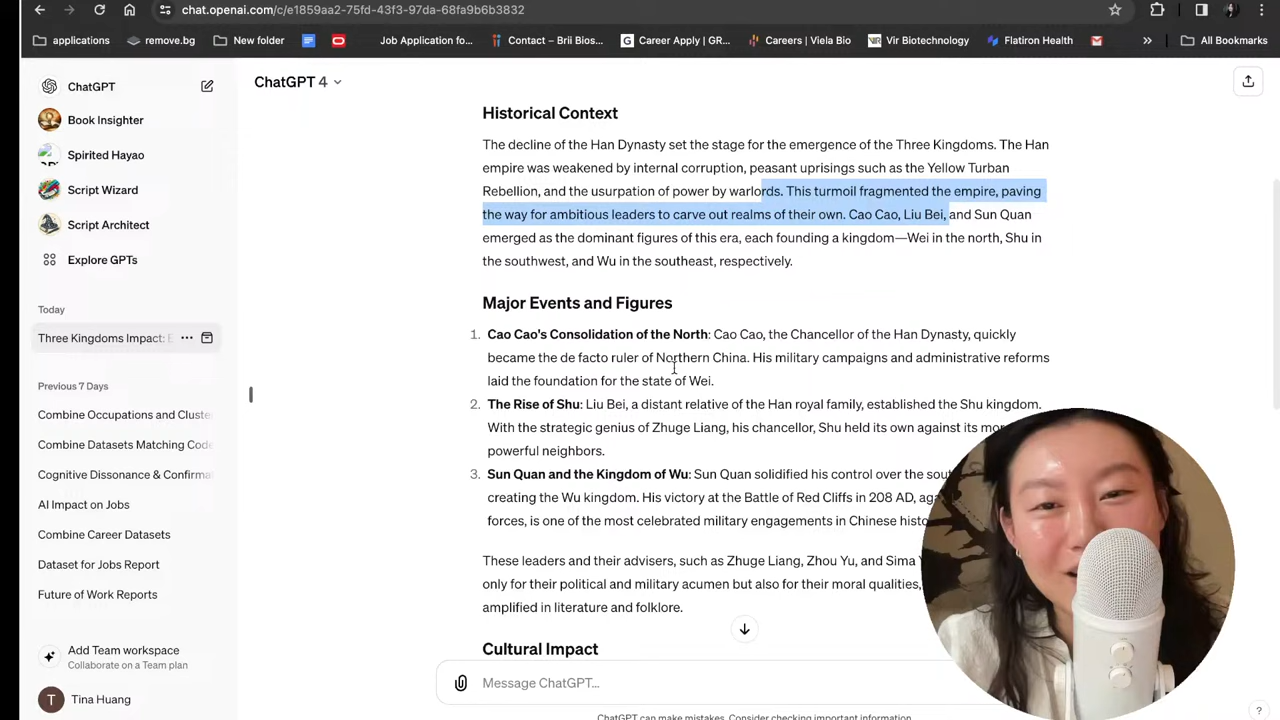 chat.openai.com/c/e1859aa2-75fd-43f3-97da-68fa9b6b3832
applications
remove.bg
New folder
Job Application fo...
Contact – Brii Bios...
Career Apply | GR...
Careers | Viela Bio
Vir Biotechnology
Flatiron Health
»
All Bookmarks
ChatGPT
Book Insighter
Spirited Hayao
Script Wizard
Script Architect
Explore GPTs
Today
Three Kingdoms Impact: E
Previous 7 Days
Combine Occupations and Cluster
Combine Datasets Matching Code
Cognitive Dissonance & Confirma
AI Impact on Jobs
Combine Career Datasets
Dataset for Jobs Report
Future of Work Reports
Add Team workspace
Collaborate on a Team plan
T
Tina Huang
ChatGPT 4
Historical Context
The decline of the Han Dynasty set the stage for the emergence of the Three Kingdoms. The Han
empire was weakened by internal corruption, peasant uprisings such as the Yellow Turban
Rebellion, and the usurpation of power by warlords. This turmoil fragmented the empire, paving
the way for ambitious leaders to carve out realms of their own. Cao Cao, Liu Bei, and Sun Quan
emerged as the dominant figures of this era, each founding a kingdom—Wei in the north, Shu in
the southwest, and Wu in the southeast, respectively.
Major Events and Figures
1. Cao Cao's Consolidation of the North: Cao Cao, the Chancellor of the Han Dynasty, quickly
became the de facto ruler of Northern China. His military campaigns and administrative reforms
laid the foundation for the state of Wei.
2. The Rise of Shu: Liu Bei, a distant relative of the Han royal family, established the Shu kingdom.
With the strategic genius of Zhuge Liang, his chancellor, Shu held its own against its mor
powerful neighbors.
3. Sun Quan and the Kingdom of Wu: Sun Quan solidified his control over the sout
creating the Wu kingdom. His victory at the Battle of Red Cliffs in 208 AD, aga
forces, is one of the most celebrated military engagements in Chinese histo
These leaders and their advisers, such as Zhuge Liang, Zhou Yu, and Sima Y
only for their political and military acumen but also for their moral qualities,
amplified in literature and folklore.
Cultural Impact
Message ChatGPT...
ChatGPT can make mistakes. Consider checking important information.
?